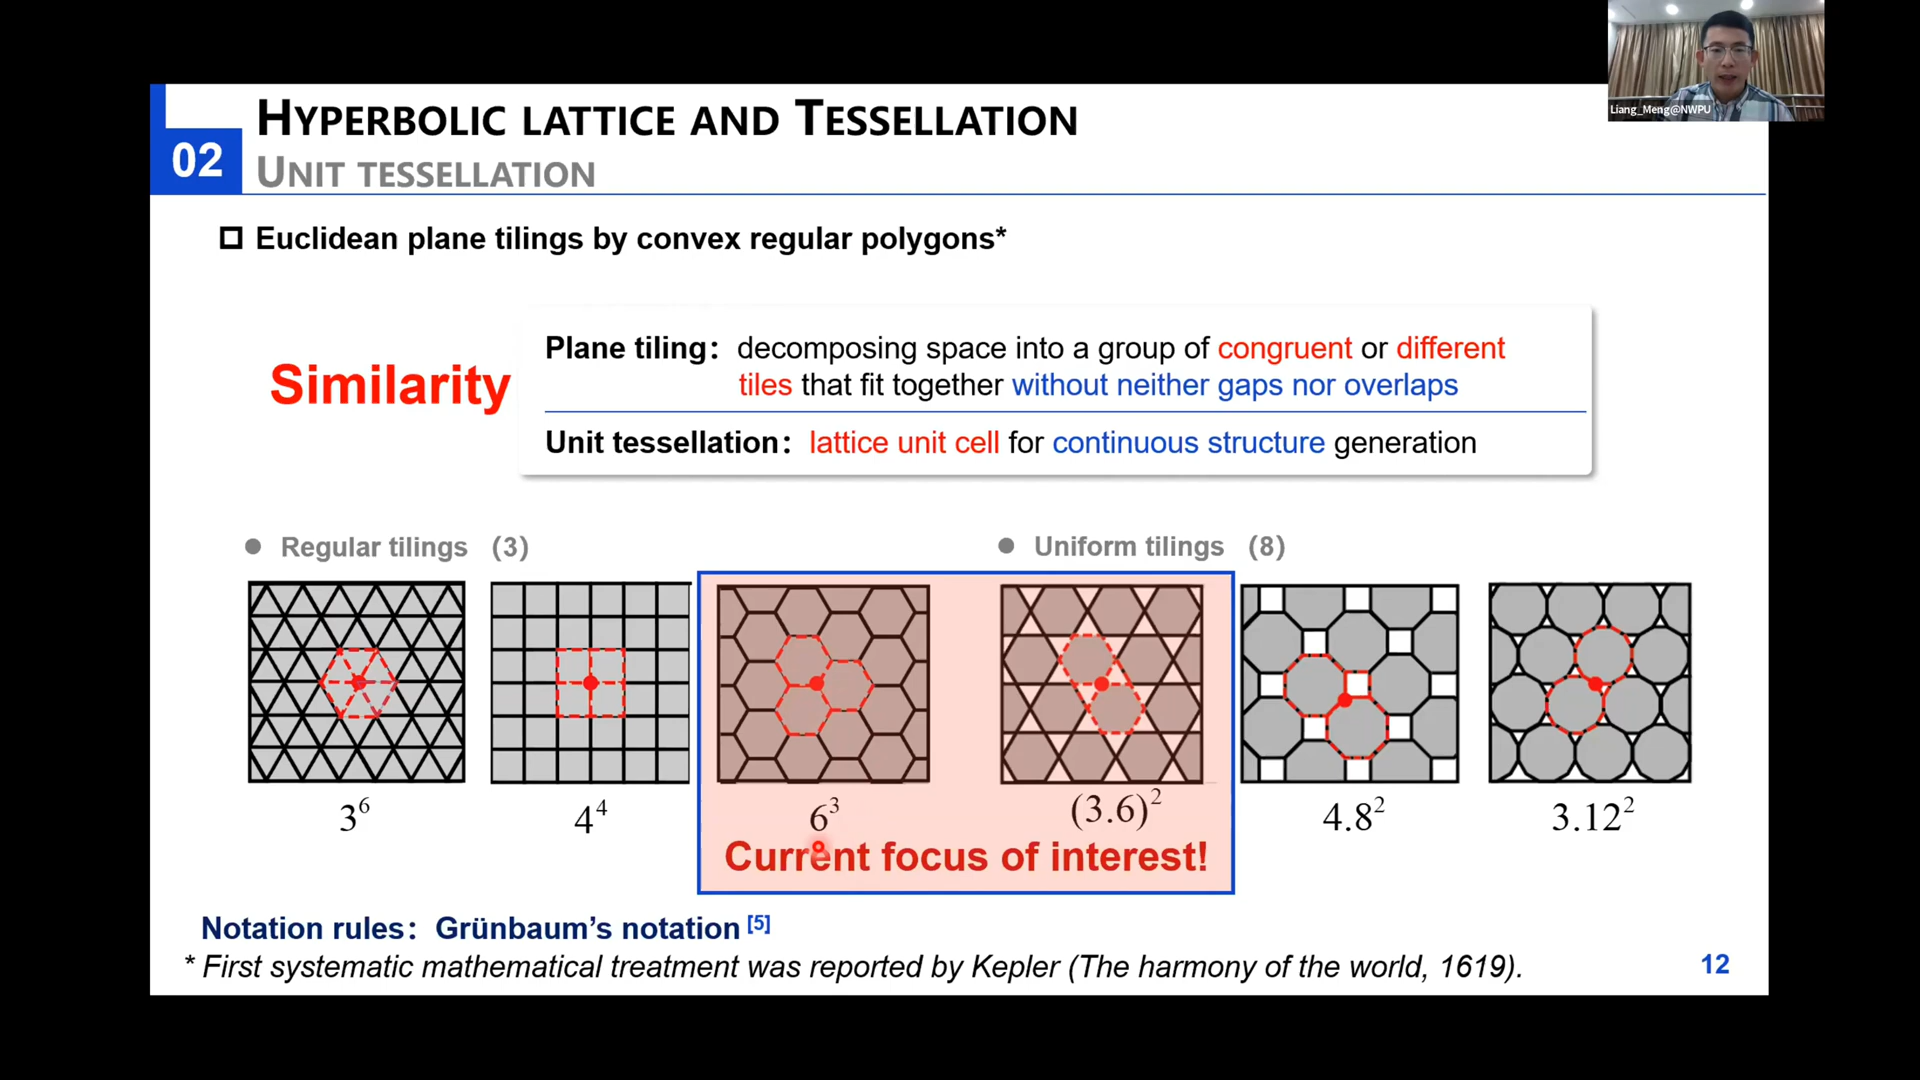 Liang_Meng@NWPU
HYPERBOLIC LATTICE AND TESSELLATION
02
UNIT TESSELLATION
Euclidean plane tilings by convex regular polygons*
Similarity
Plane tiling: decomposing space into a group of congruent or different
tiles that fit together without neither gaps nor overlaps
Unit tessellation: lattice unit cell for continuous structure generation
Regular tilings (3)
Uniform tilings (8)
3⁶
4⁴
6³
(3.6)²
4.8²
3.12²
Current focus of interest!
Notation rules: Grünbaum’s notation [5]
* First systematic mathematical treatment was reported by Kepler (The harmony of the world, 1619).
12